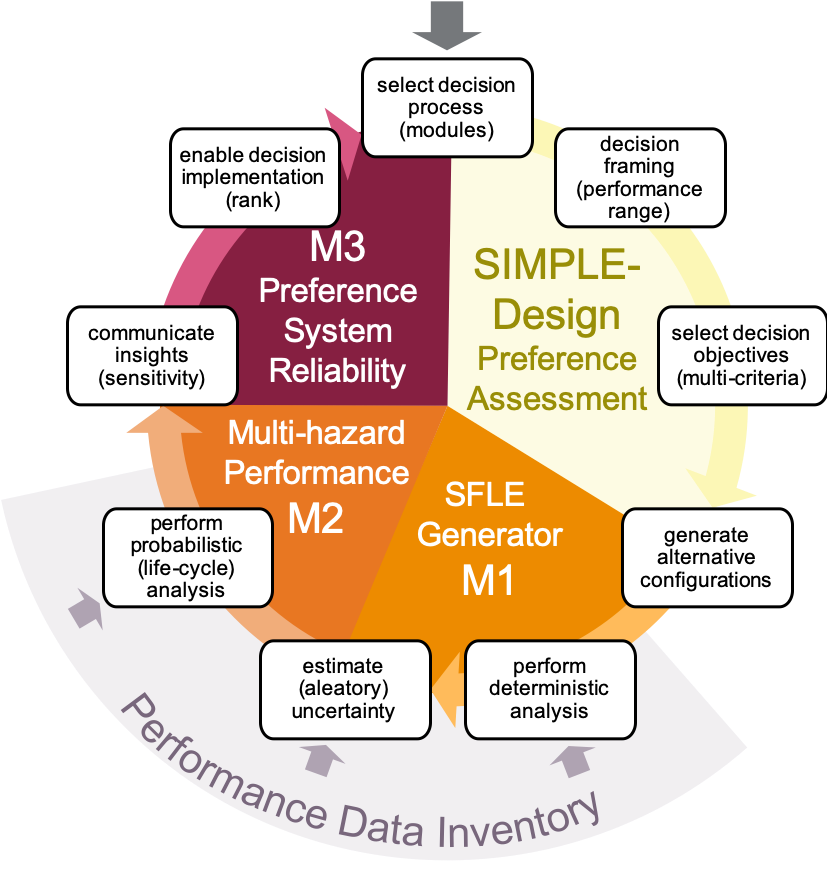 select decision
process
(modules)
decision
framing
(performance
range)
select decision
objectives
(multi-criteria)
generate
alternative
configurations
perform
deterministic
analysis
estimate
(aleatory)
uncertainty
perform
probabilistic
(life-cycle)
analysis
communicate
insights
(sensitivity)
enable decision
implementation
(rank)
M3
Preference
System
Reliability
SIMPLE-
Design
Preference
Assessment
Multi-hazard
Performance
M2
SFLE
Generator
M1
Performance Data Inventory